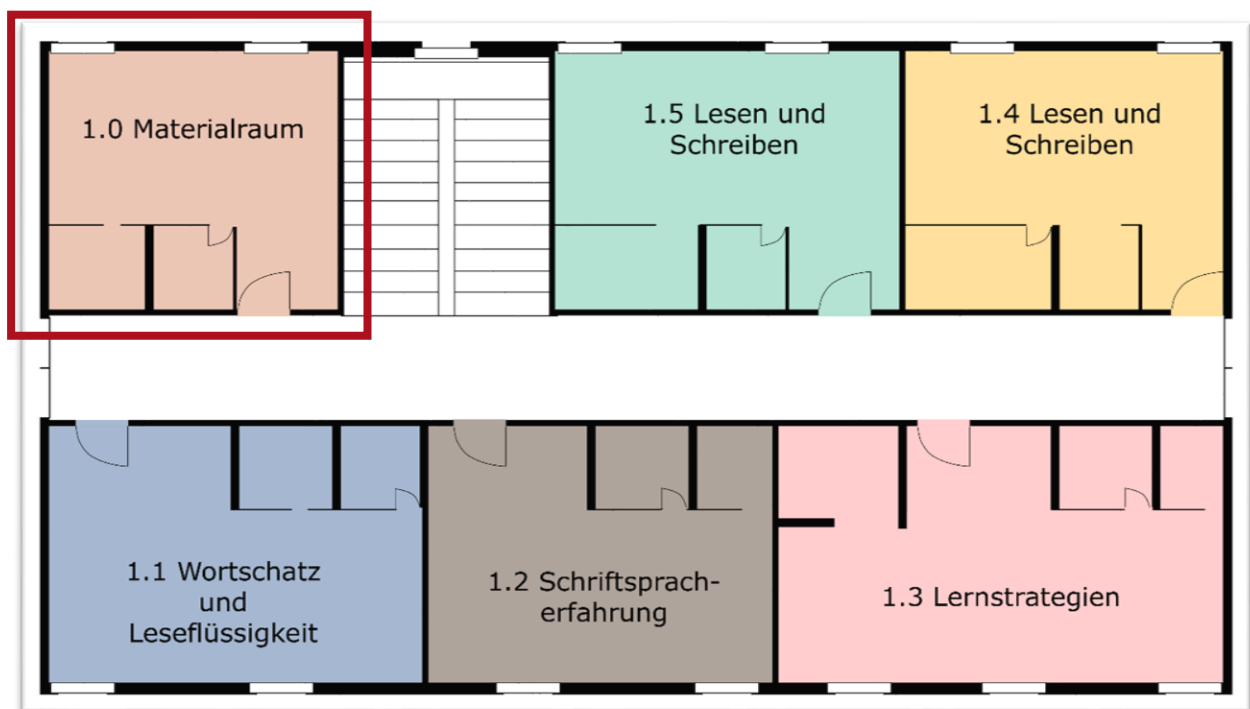 1.0 Materialraum
1.5 Lesen und
Schreiben
1.4 Lesen und
Schreiben
1.1 Wortschatz
und
Leseflüssigkeit
1.2 Schriftsprach-
erfahrung
1.3 Lernstrategien